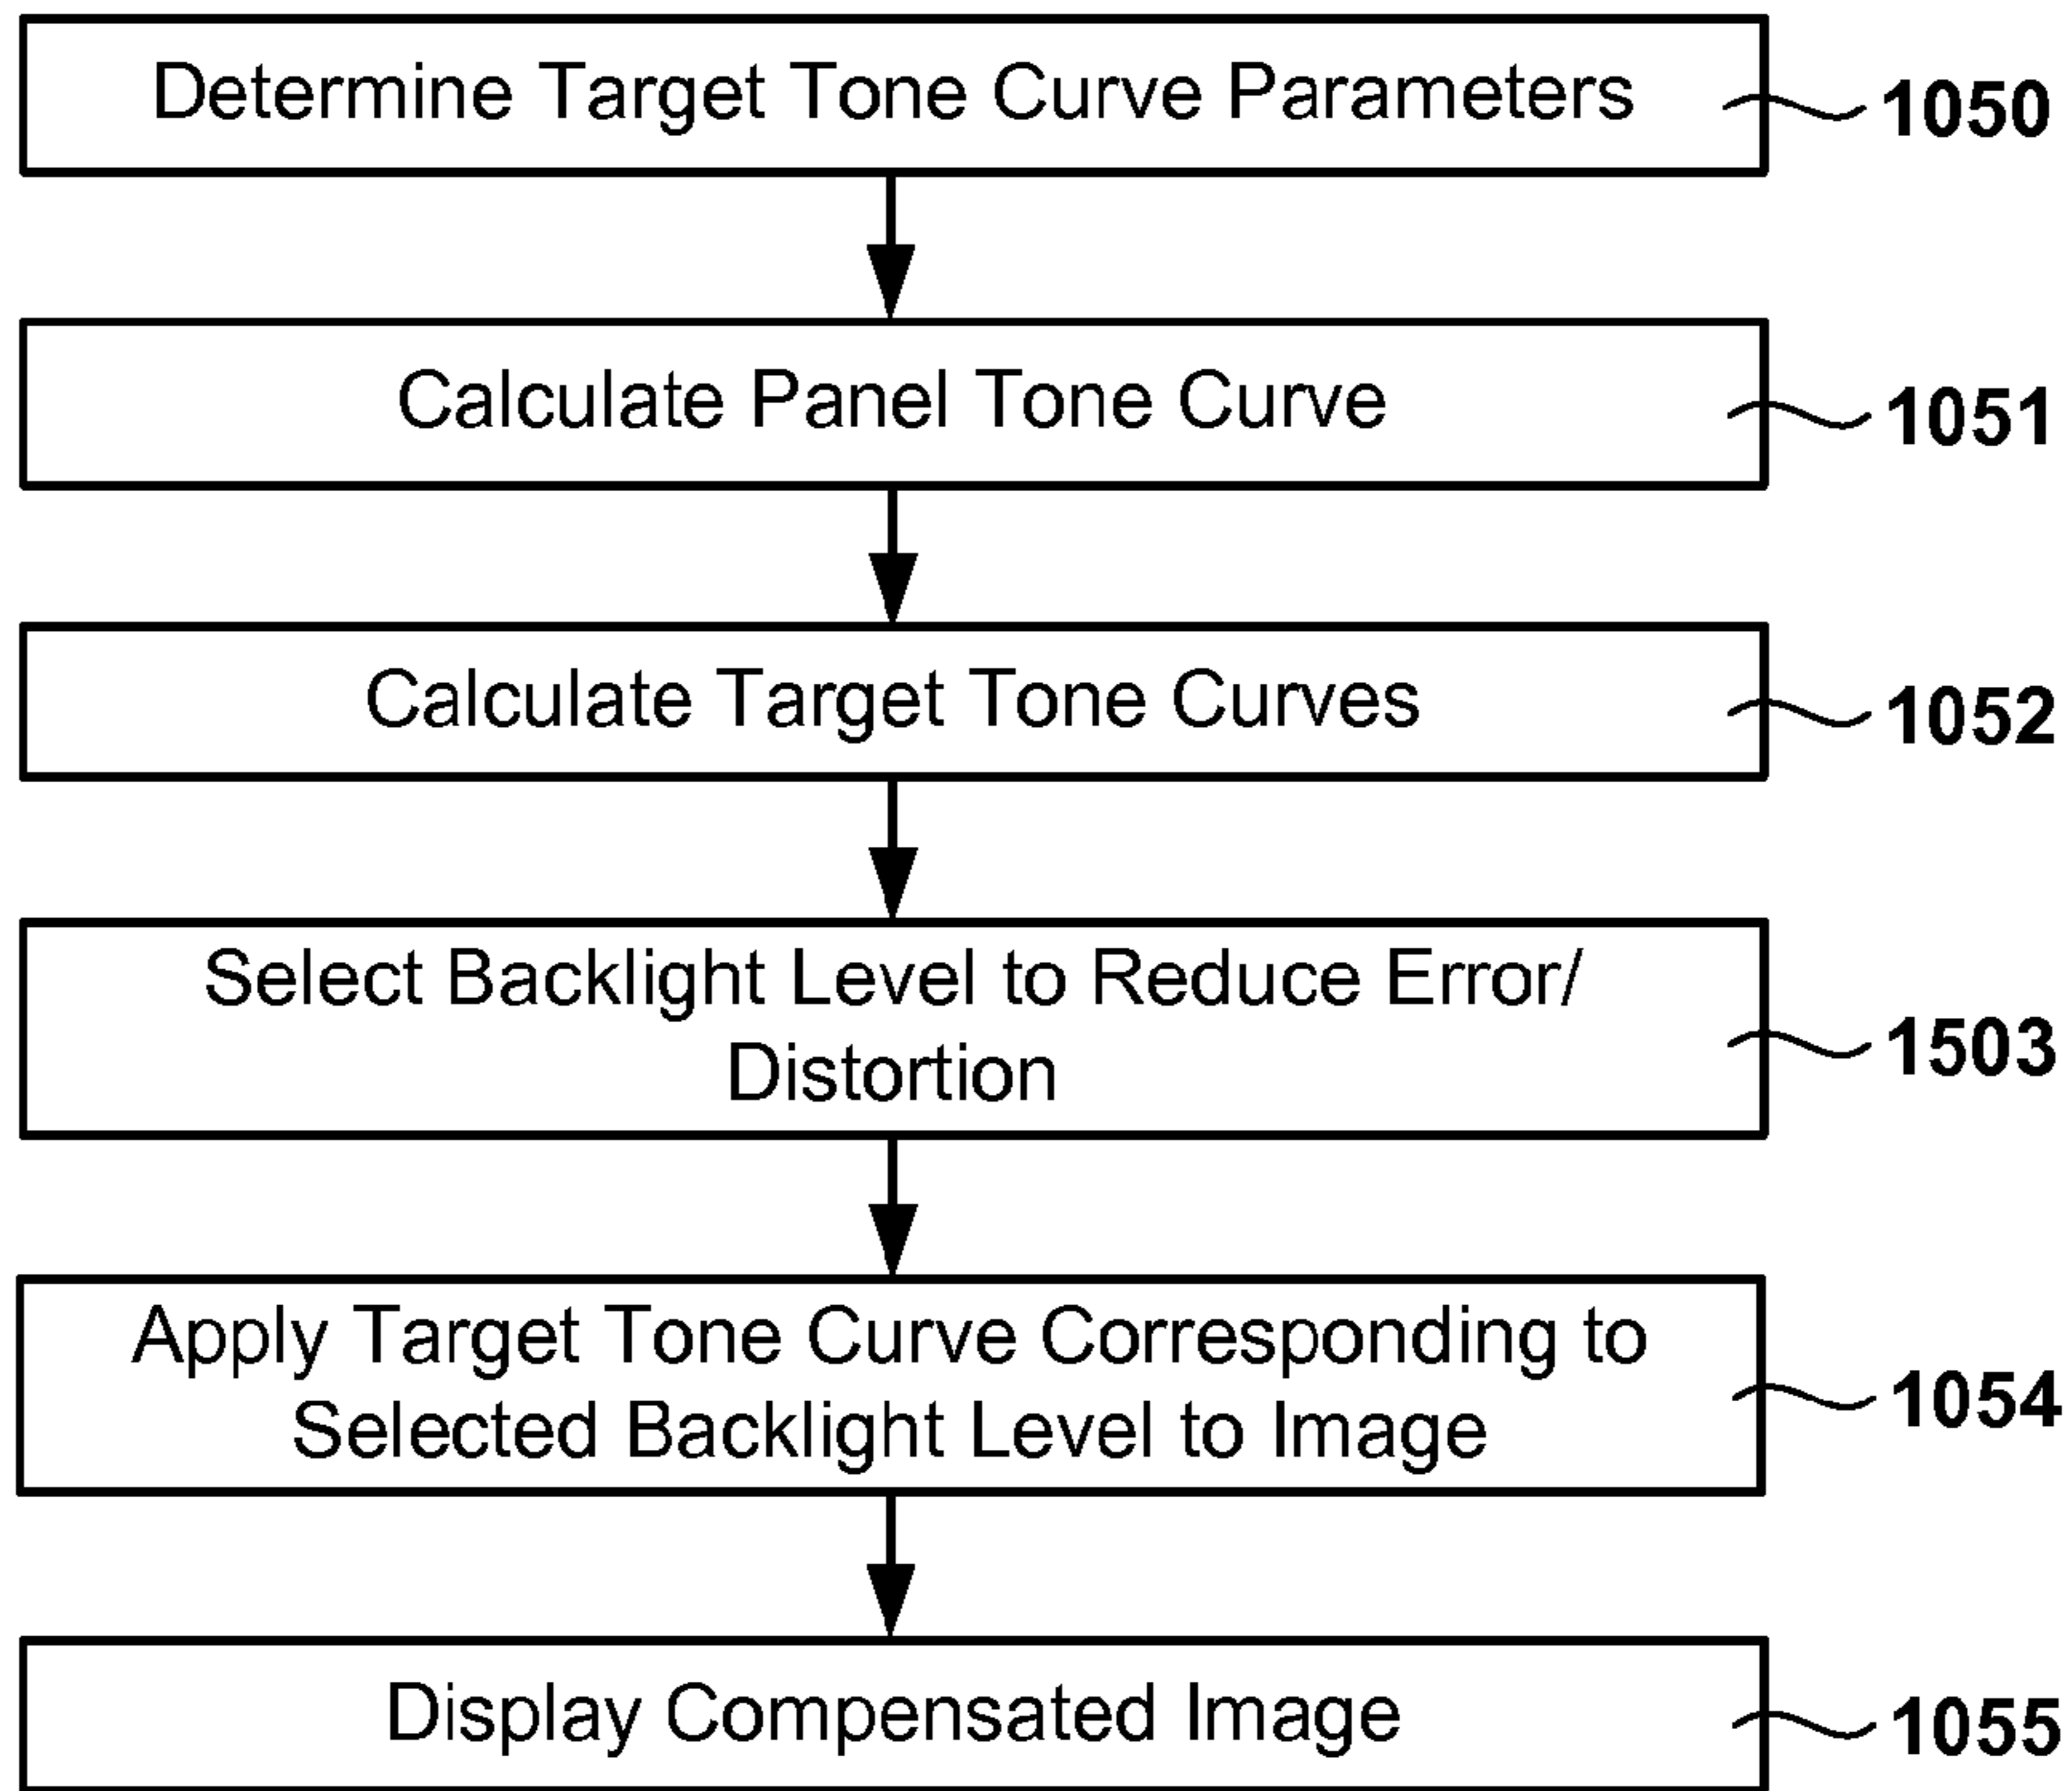 Determine Target Tone Curve Parameters 1050
Calculate Panel Tone Curve 1051
Calculate Target Tone Curves 1052
Select Backlight Level to Reduce Error/
Distortion 1503
Apply Target Tone Curve Corresponding to
Selected Backlight Level to Image 1054
Display Compensated Image 1055